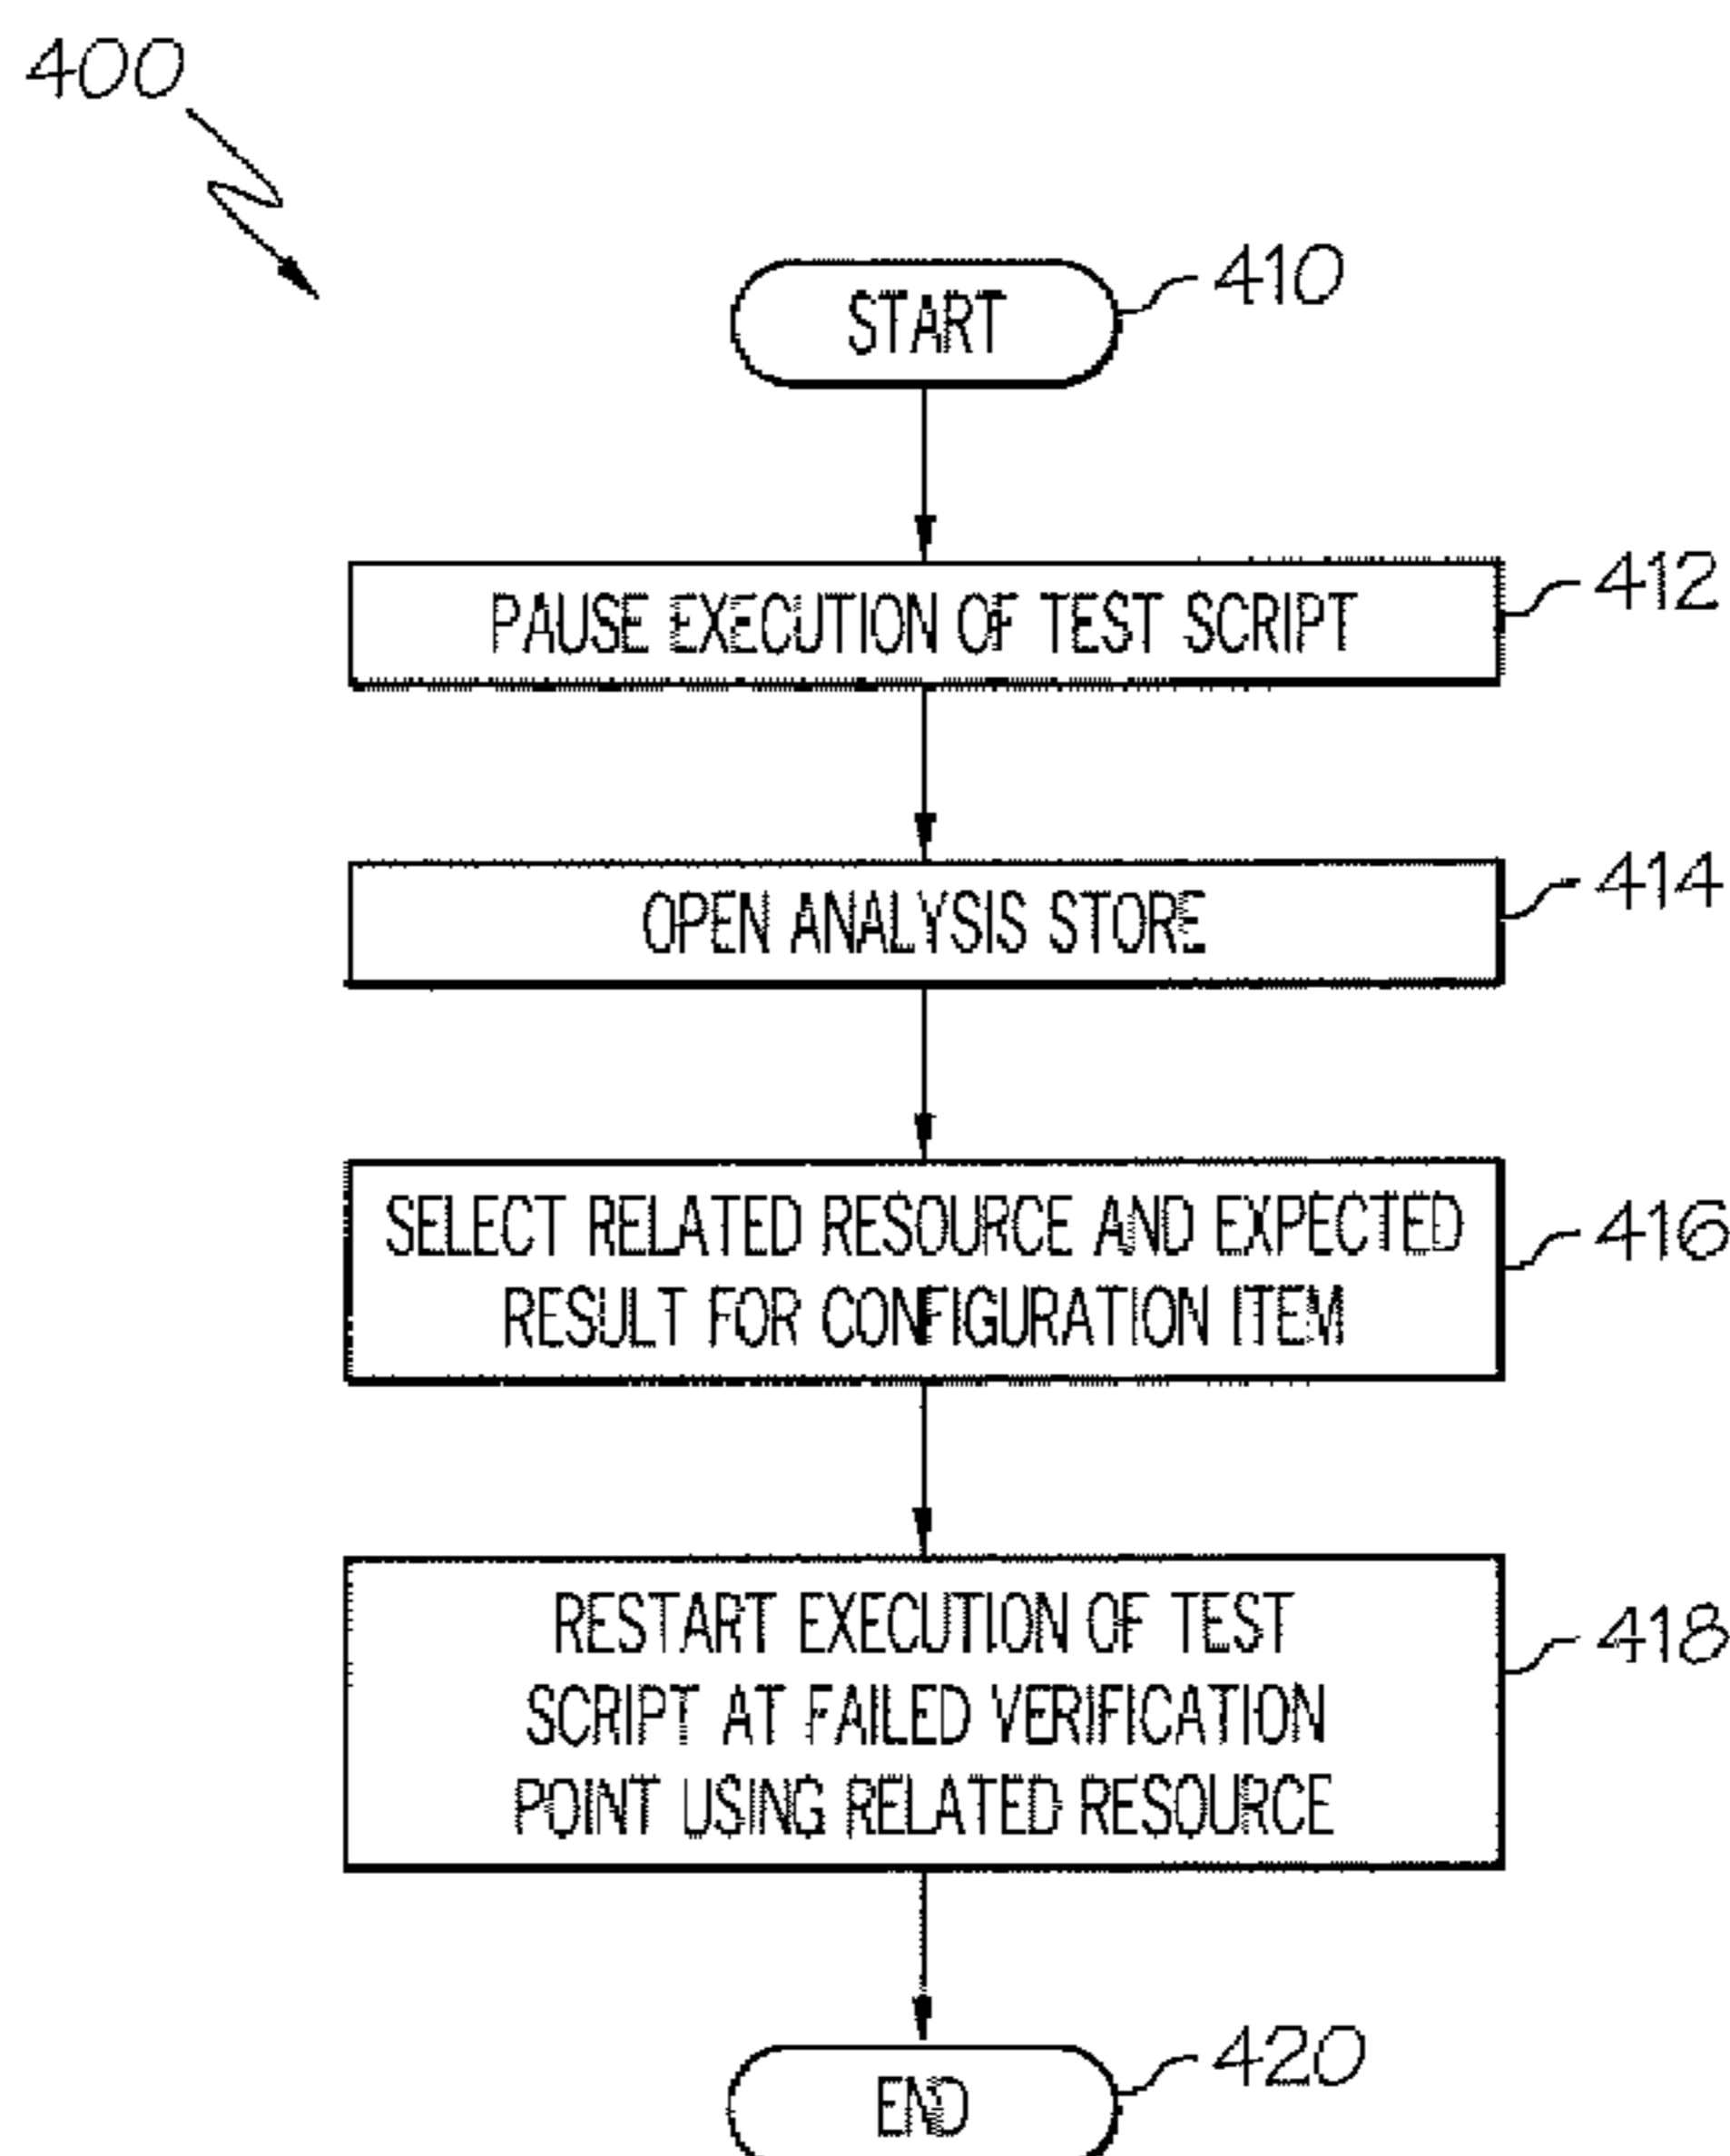 400
START
410
PAUSE EXECUTION OF TEST SCRIPT
412
OPEN ANALYSIS STORE
414
SELECT RELATED RESOURCE AND EXPECTED
RESULT FOR CONFIGURATION ITEM
416
RESTART EXECUTION OF TEST
SCRIPT AT FAILED VERIFICATION
POINT USING RELATED RESOURCE
418
END
420